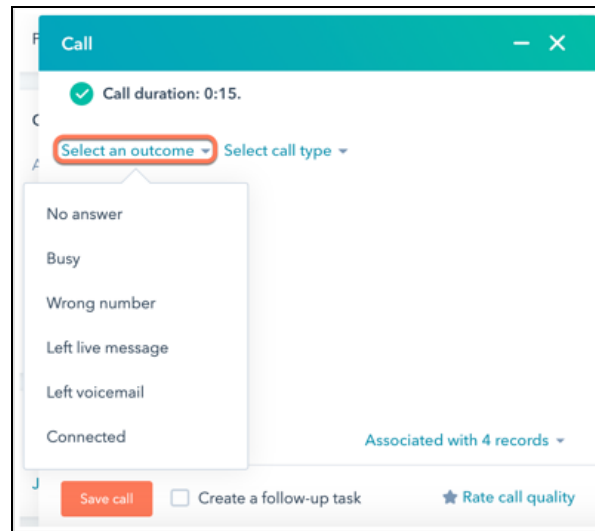 Call
Call duration: 0:15.
Select an outcome Select call type
No answer
Busy
Wrong number
Left live message
Left voicemail
Connected
Associated with 4 records
Save call Create a follow-up task Rate call quality